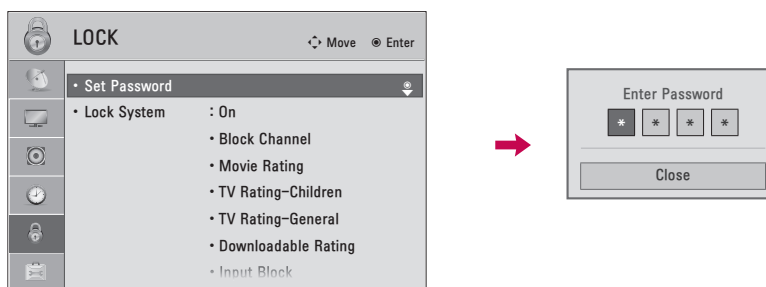 LOCK
Move
Enter
• Set Password
• Lock System : On
• Block Channel
• Movie Rating
• TV Rating-Children
• TV Rating-General
• Downloadable Rating
• Input Block
Enter Password
* * * *
Close